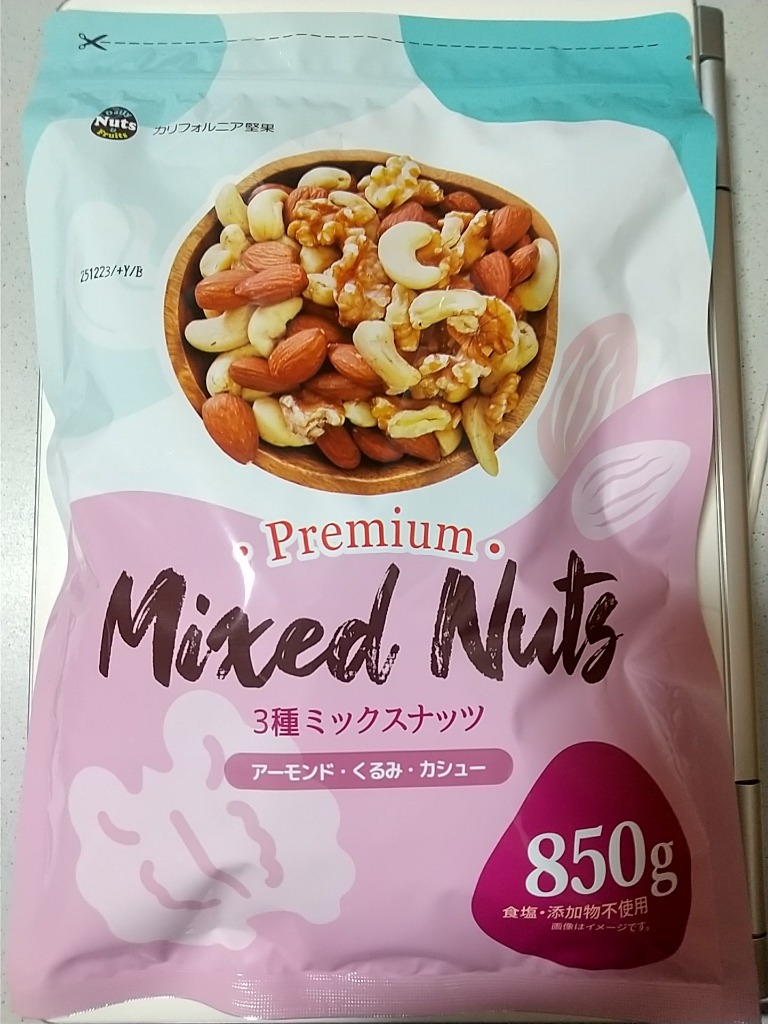 Daily
Nuts
&
Fruits
カリフォルニア堅果
251223/+Y/B
Premium
Mixed Nuts
3種ミックスナッツ
アーモンド・くるみ・カシュー
850g
食塩・添加物不使用
画像はイメージです。